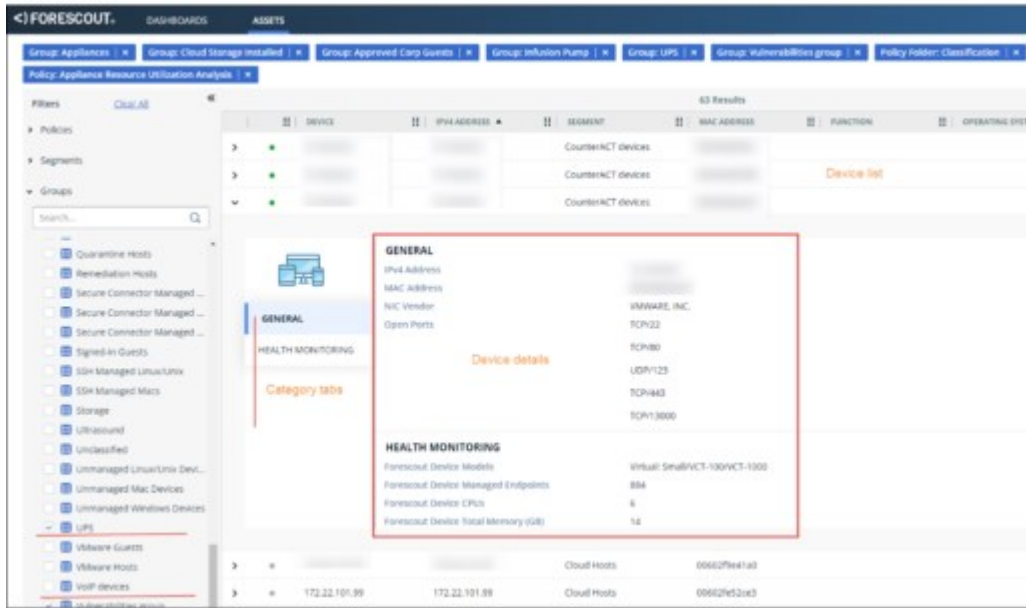 <) FORESCOUT. DASHBOARDS ASSETS
Group: Appliances | × Group: Cloud Storage Installed | × Group: Approved Corp Guests | × Group: Infusion Pump | × Group: UPS | × Group: Vulnerabilities group | × Policy Folder: Classification | ×
Policy: Appliance Resource Utilization Analysis | ×
Filters Clear All «
63 Results
DEVICE IPV4 ADDRESS SEGMENT MAC ADDRESS FUNCTION OPERATING SYST
Policies
CounterACT devices
Segments
CounterACT devices Device list
Groups
CounterACT devices
Search...
Quarantine Hosts
Remediation Hosts
Secure Connector Managed ...
Secure Connector Managed ...
Secure Connector Managed ...
Signed-in Guests
SSH Managed Linux/Unix
SSH Managed Macs
Storage
Ultrasound
Unclassified
Unmanaged Linux/Unix Devi...
Unmanaged Mac Devices
Unmanaged Windows Devices
UPS
VMware Guests
VMware Hosts
VoIP devices
Vulnerabilities group
GENERAL
HEALTH MONITORING
Category tabs
GENERAL
IPv4 Address
MAC Address
NIC Vendor VMWARE, INC.
Open Ports TCP/22
TCP/80
Device details
UDP/123
TCP/443
TCP/13000
HEALTH MONITORING
Forescout Device Models Virtual: Small/VCT-100/VCT-1000
Forescout Device Managed Endpoints 884
Forescout Device CPUs 6
Forescout Device Total Memory (GB) 14
Cloud Hosts
172.22.101.99 172.22.101.99 Cloud Hosts